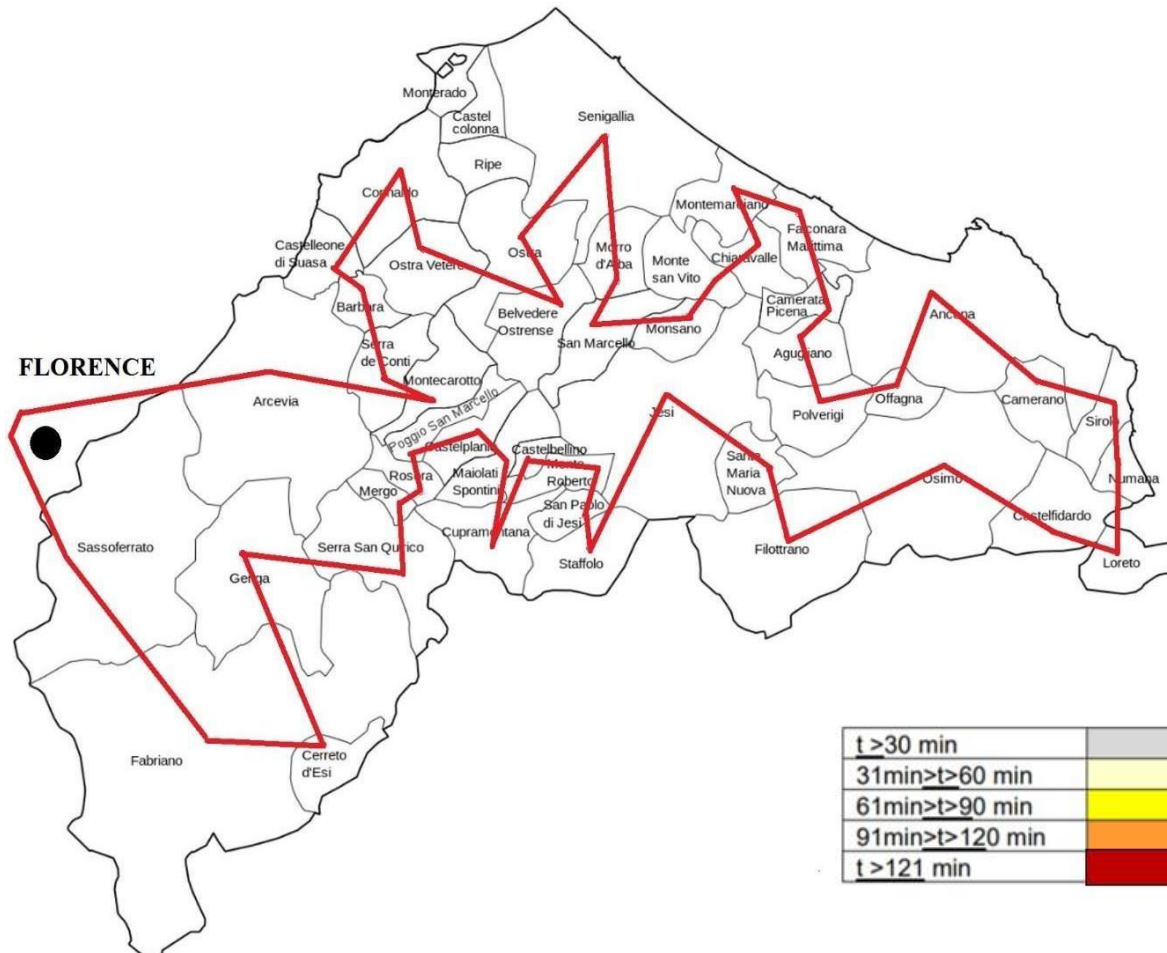 Monterado
Castel
colonna
Senigallia
Ripe
Corinaldo
Montemarciano
Castelleone
di Suasa
Ostra Vetere
Ostra
Morro
d'Alba
Monte
san Vito
Chiaravalle
Falconara
Marittima
Barbara
Belvedere
Ostrense
Camerata
Picena
Ancona
Serra
de Conti
San Marcello
Monsano
Agugliano
FLORENCE
Arcevia
Montecarotto
Poggio San Marcello
Jesi
Polverigi
Offagna
Camerano
Sirolo
Castelplanio
Castelbellino
Monte
Roberto
Rosora
Mergo
Maiolati
Spontini
Santa
Maria
Nuova
Osimo
Numana
San Paolo
di Jesi
Castelfidardo
Sassoferrato
Genga
Serra San Quirico
Cupramontana
Staffolo
Filottrano
Loreto
Fabriano
Cerreto
d'Esi
t >30 min
31min>t>60 min
61min>t>90 min
91min>t>120 min
t >121 min